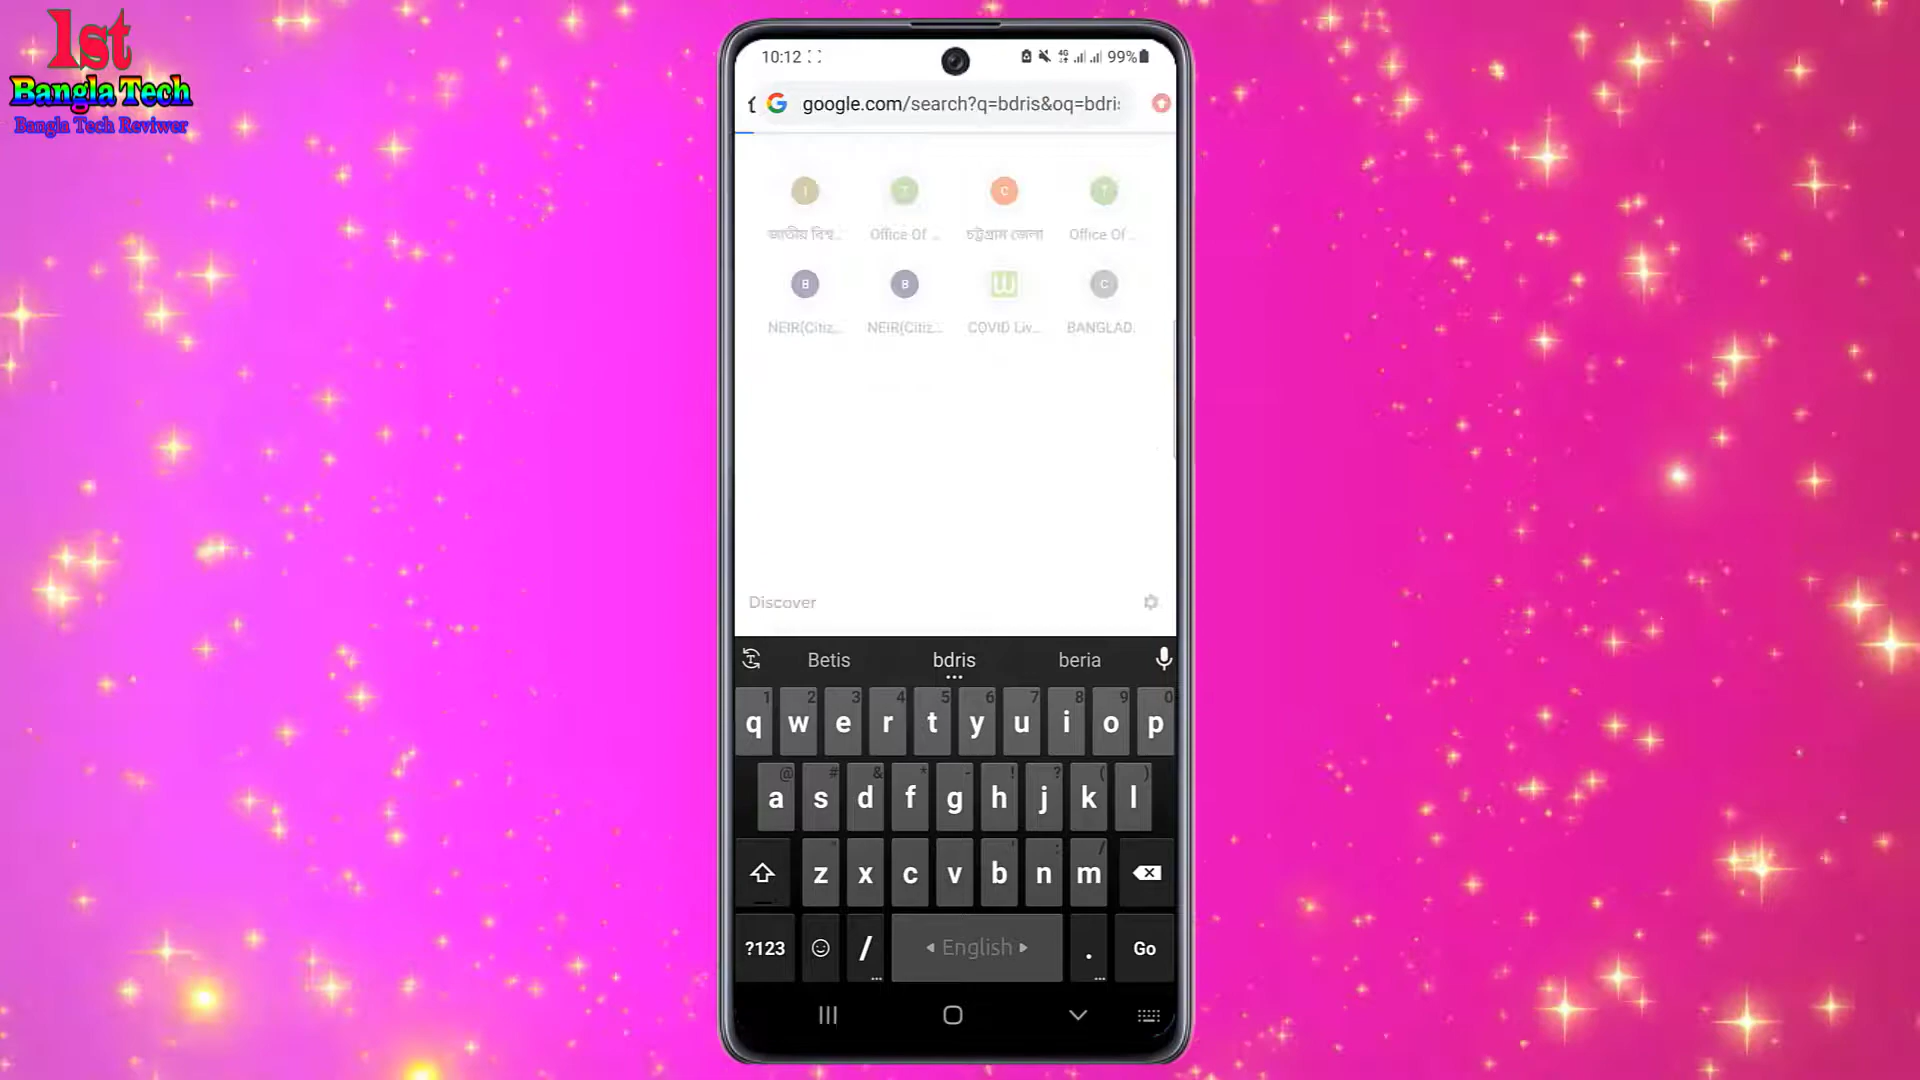 1st
Bangla Tech
Bangla Tech Reviwer
10:12
4G
99%
google.com/search?q=bdris&oq=bdri
I T C T
জাতীয় বিশ্ব... Office Of ... চট্টগ্রাম জেলা Office Of ...
B B W C
NEIR(Citiz... NEIR(Citiz... COVID Liv... BANGLAD.
Discover
Betis bdris beria
1 2 3 4 5 6 7 8 9 0
q w e r t y u i o p
@ # & * - ! ? ( )
a s d f g h j k l
z x c v b n m
?123 / English . Go